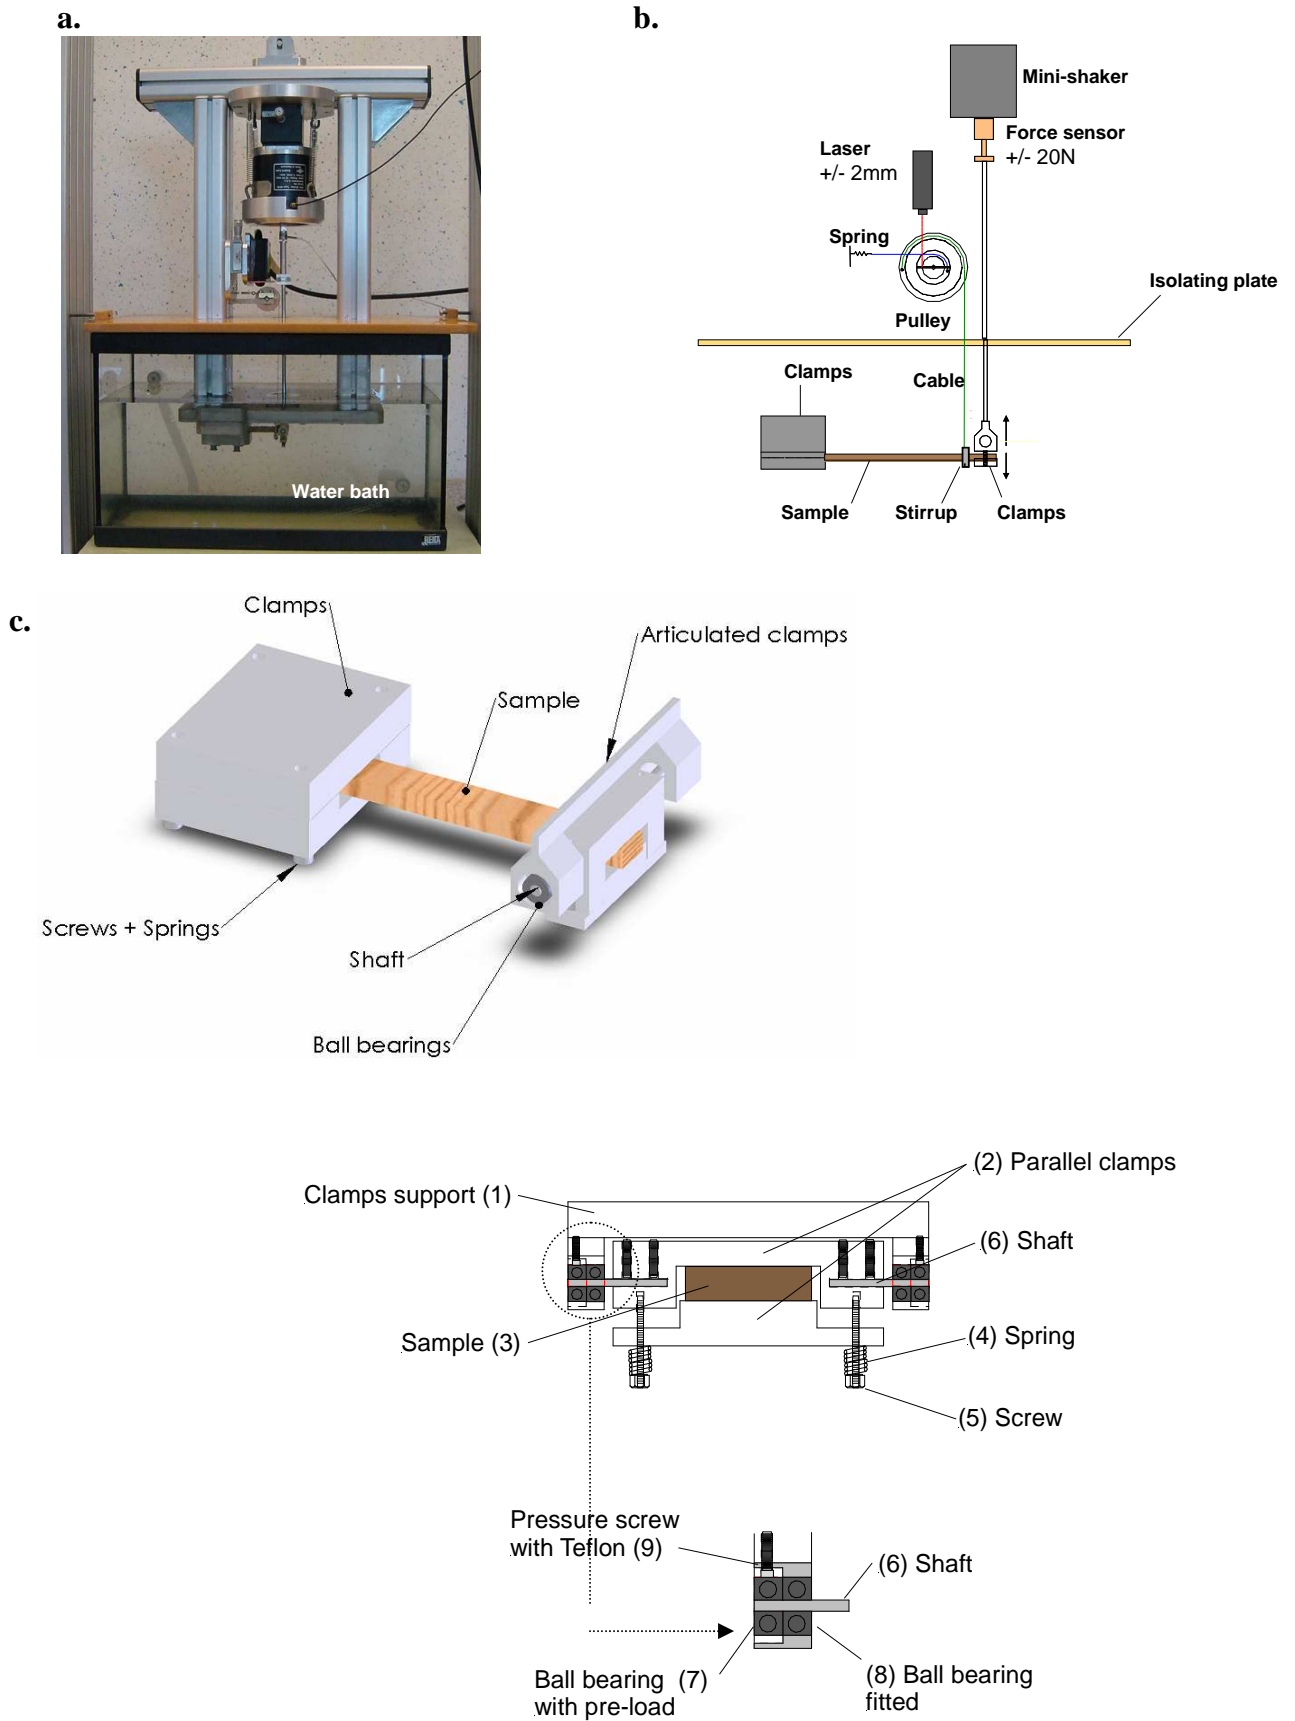 a.
b.
Mini-shaker
Force sensor
+/- 20N
Laser
+/- 2mm
Spring
Isolating plate
Pulley
Clamps
Cable
Water bath
Sample
Stirrup
Clamps
c.
Clamps
Articulated clamps
Sample
Screws + Springs
Shaft
Ball bearings
(2) Parallel clamps
Clamps support (1)
(6) Shaft
Sample (3)
(4) Spring
(5) Screw
Pressure screw
with Teflon (9)
(6) Shaft
Ball bearing (7)
with pre-load
(8) Ball bearing
fitted